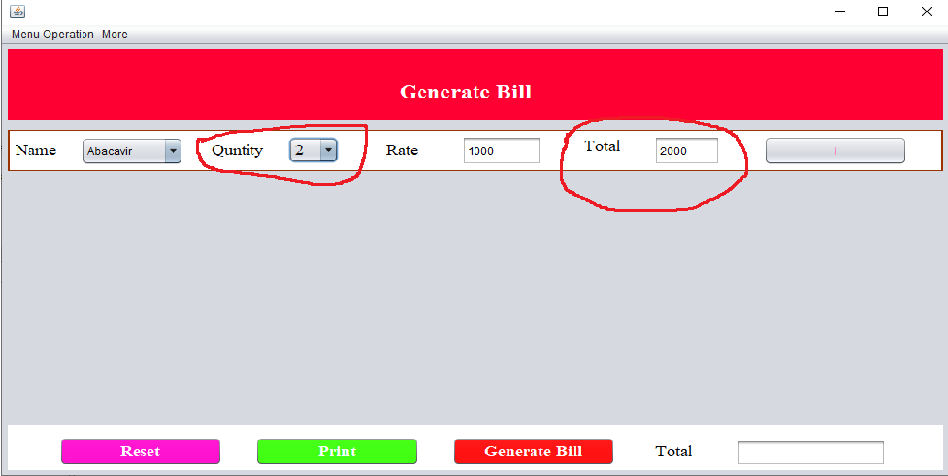 Menu Operation More
Generate Bill
Name Abacavir Quntity 2 Rate 1000 Total 2000
Reset Print Generate Bill Total